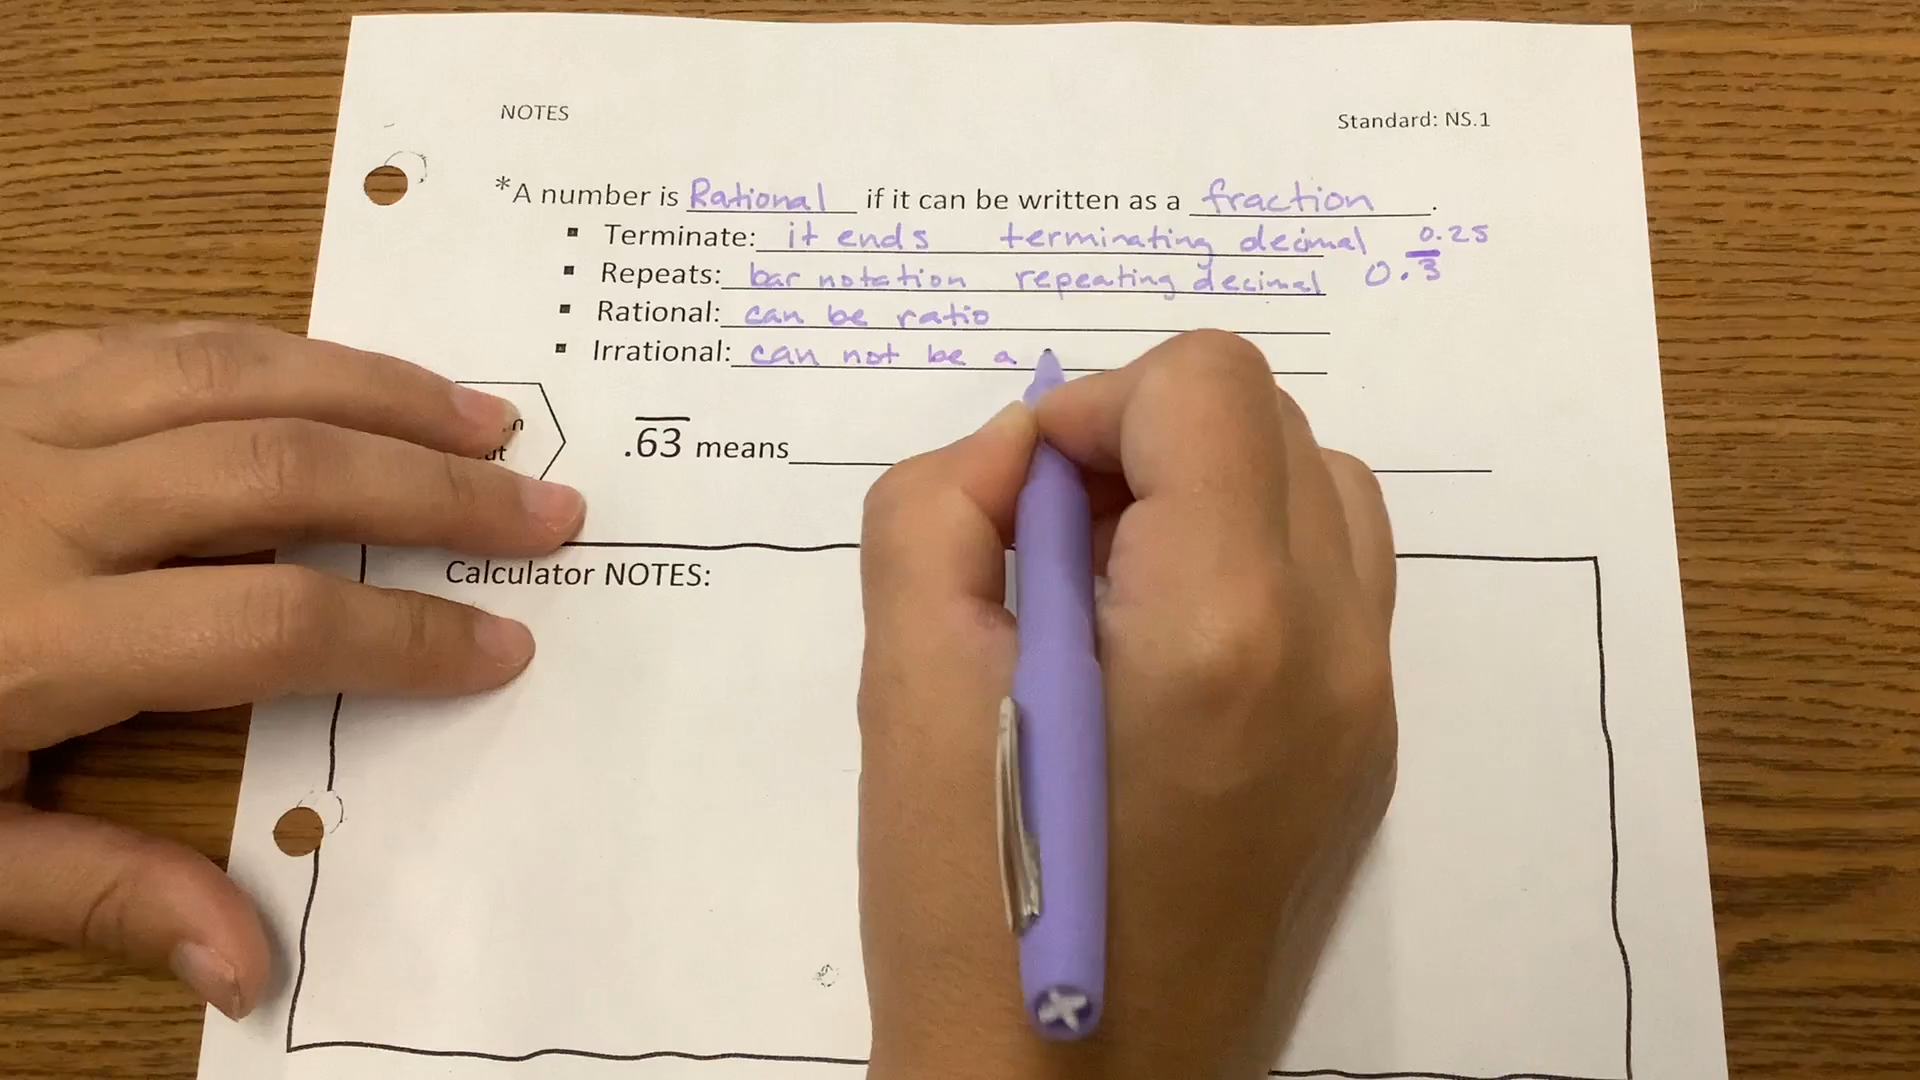 NOTES Standard: NS.1
*A number is Rational if it can be written as a fraction.
▪ Terminate: it ends terminating decimal 0.25
▪ Repeats: bar notation repeating decimal 0.3̅
▪ Rational: can be ratio
▪ Irrational: can not be a
.6̅3̅ means
Calculator NOTES: